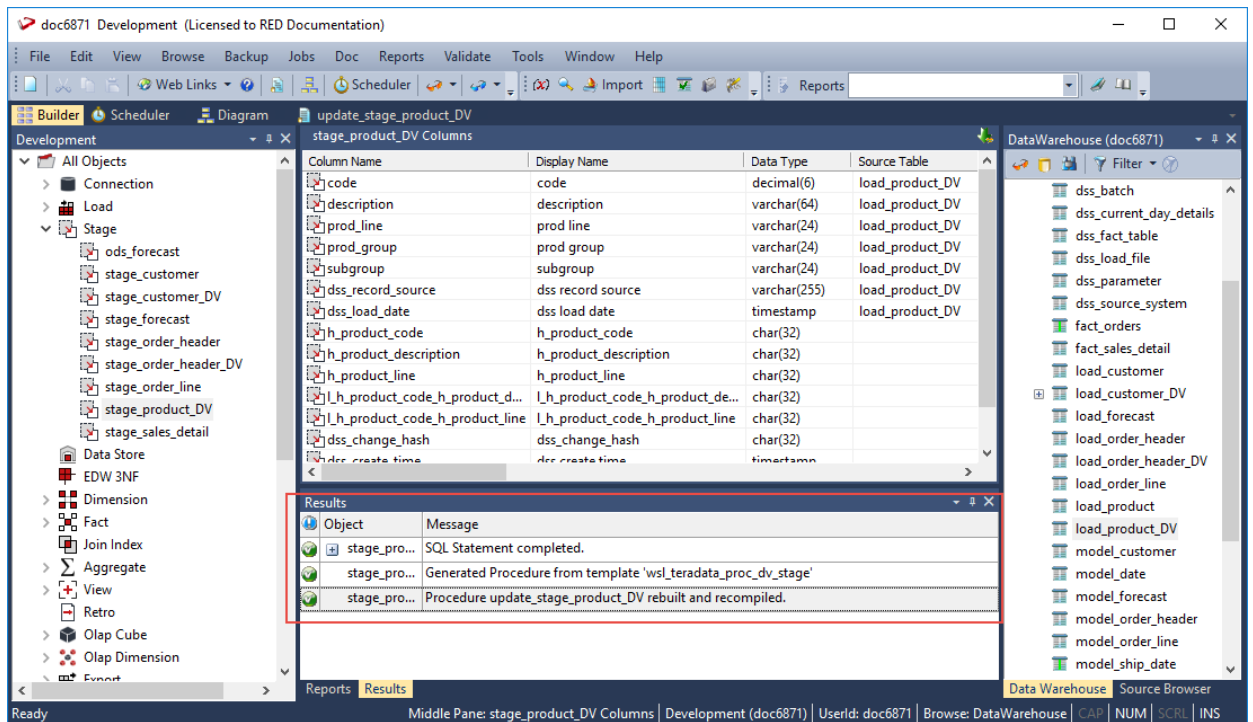 doc6871 Development (Licensed to RED Documentation)
File Edit View Browse Backup Jobs Doc Reports Validate Tools Window Help
Web Links Scheduler (x) Import Reports
Builder Scheduler Diagram update_stage_product_DV
Development
All Objects
Connection
Load
Stage
ods_forecast
stage_customer
stage_customer_DV
stage_forecast
stage_order_header
stage_order_header_DV
stage_order_line
stage_product_DV
stage_sales_detail
Data Store
EDW 3NF
Dimension
Fact
Join Index
Aggregate
View
Retro
Olap Cube
Olap Dimension
Export
stage_product_DV Columns
Column Name Display Name Data Type Source Table
code code decimal(6) load_product_DV
description description varchar(64) load_product_DV
prod_line prod line varchar(24) load_product_DV
prod_group prod group varchar(24) load_product_DV
subgroup subgroup varchar(24) load_product_DV
dss_record_source dss record source varchar(255) load_product_DV
dss_load_date dss load date timestamp load_product_DV
h_product_code h_product_code char(32)
h_product_description h_product_description char(32)
h_product_line h_product_line char(32)
l_h_product_code_h_product_d... l_h_product_code_h_product_de... char(32)
l_h_product_code_h_product_line l_h_product_code_h_product_line char(32)
dss_change_hash dss_change_hash char(32)
dss_create_time dss create time timestamp
Results
Object Message
stage_pro... SQL Statement completed.
stage_pro... Generated Procedure from template 'wsl_teradata_proc_dv_stage'
stage_pro... Procedure update_stage_product_DV rebuilt and recompiled.
Reports Results
DataWarehouse (doc6871)
Filter
dss_batch
dss_current_day_details
dss_fact_table
dss_load_file
dss_parameter
dss_source_system
fact_orders
fact_sales_detail
load_customer
load_customer_DV
load_forecast
load_order_header
load_order_header_DV
load_order_line
load_product
load_product_DV
model_customer
model_date
model_forecast
model_order_header
model_order_line
model_ship_date
Data Warehouse Source Browser
Ready Middle Pane: stage_product_DV Columns Development (doc6871) UserId: doc6871 Browse: DataWarehouse CAP NUM SCRL INS